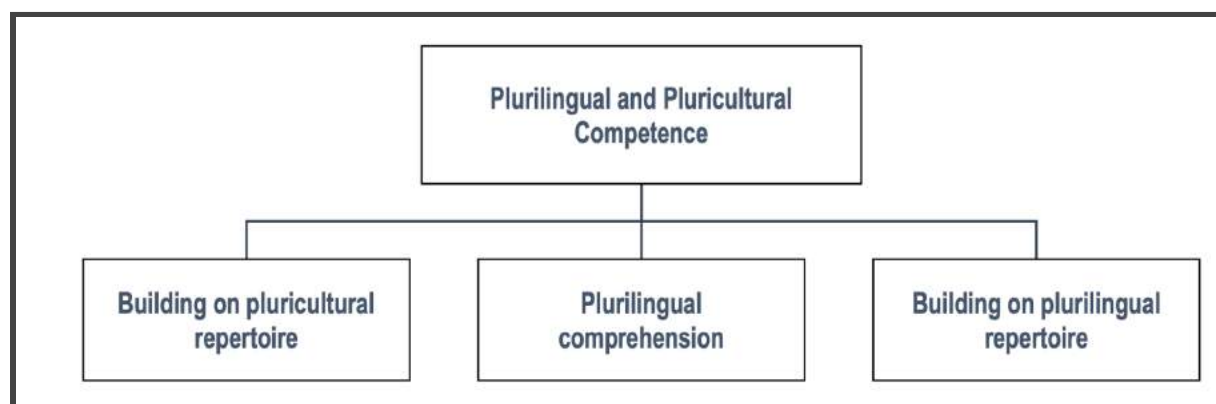 Plurilingual and Pluricultural
Competence
Building on pluricultural
repertoire
Plurilingual
comprehension
Building on plurilingual
repertoire